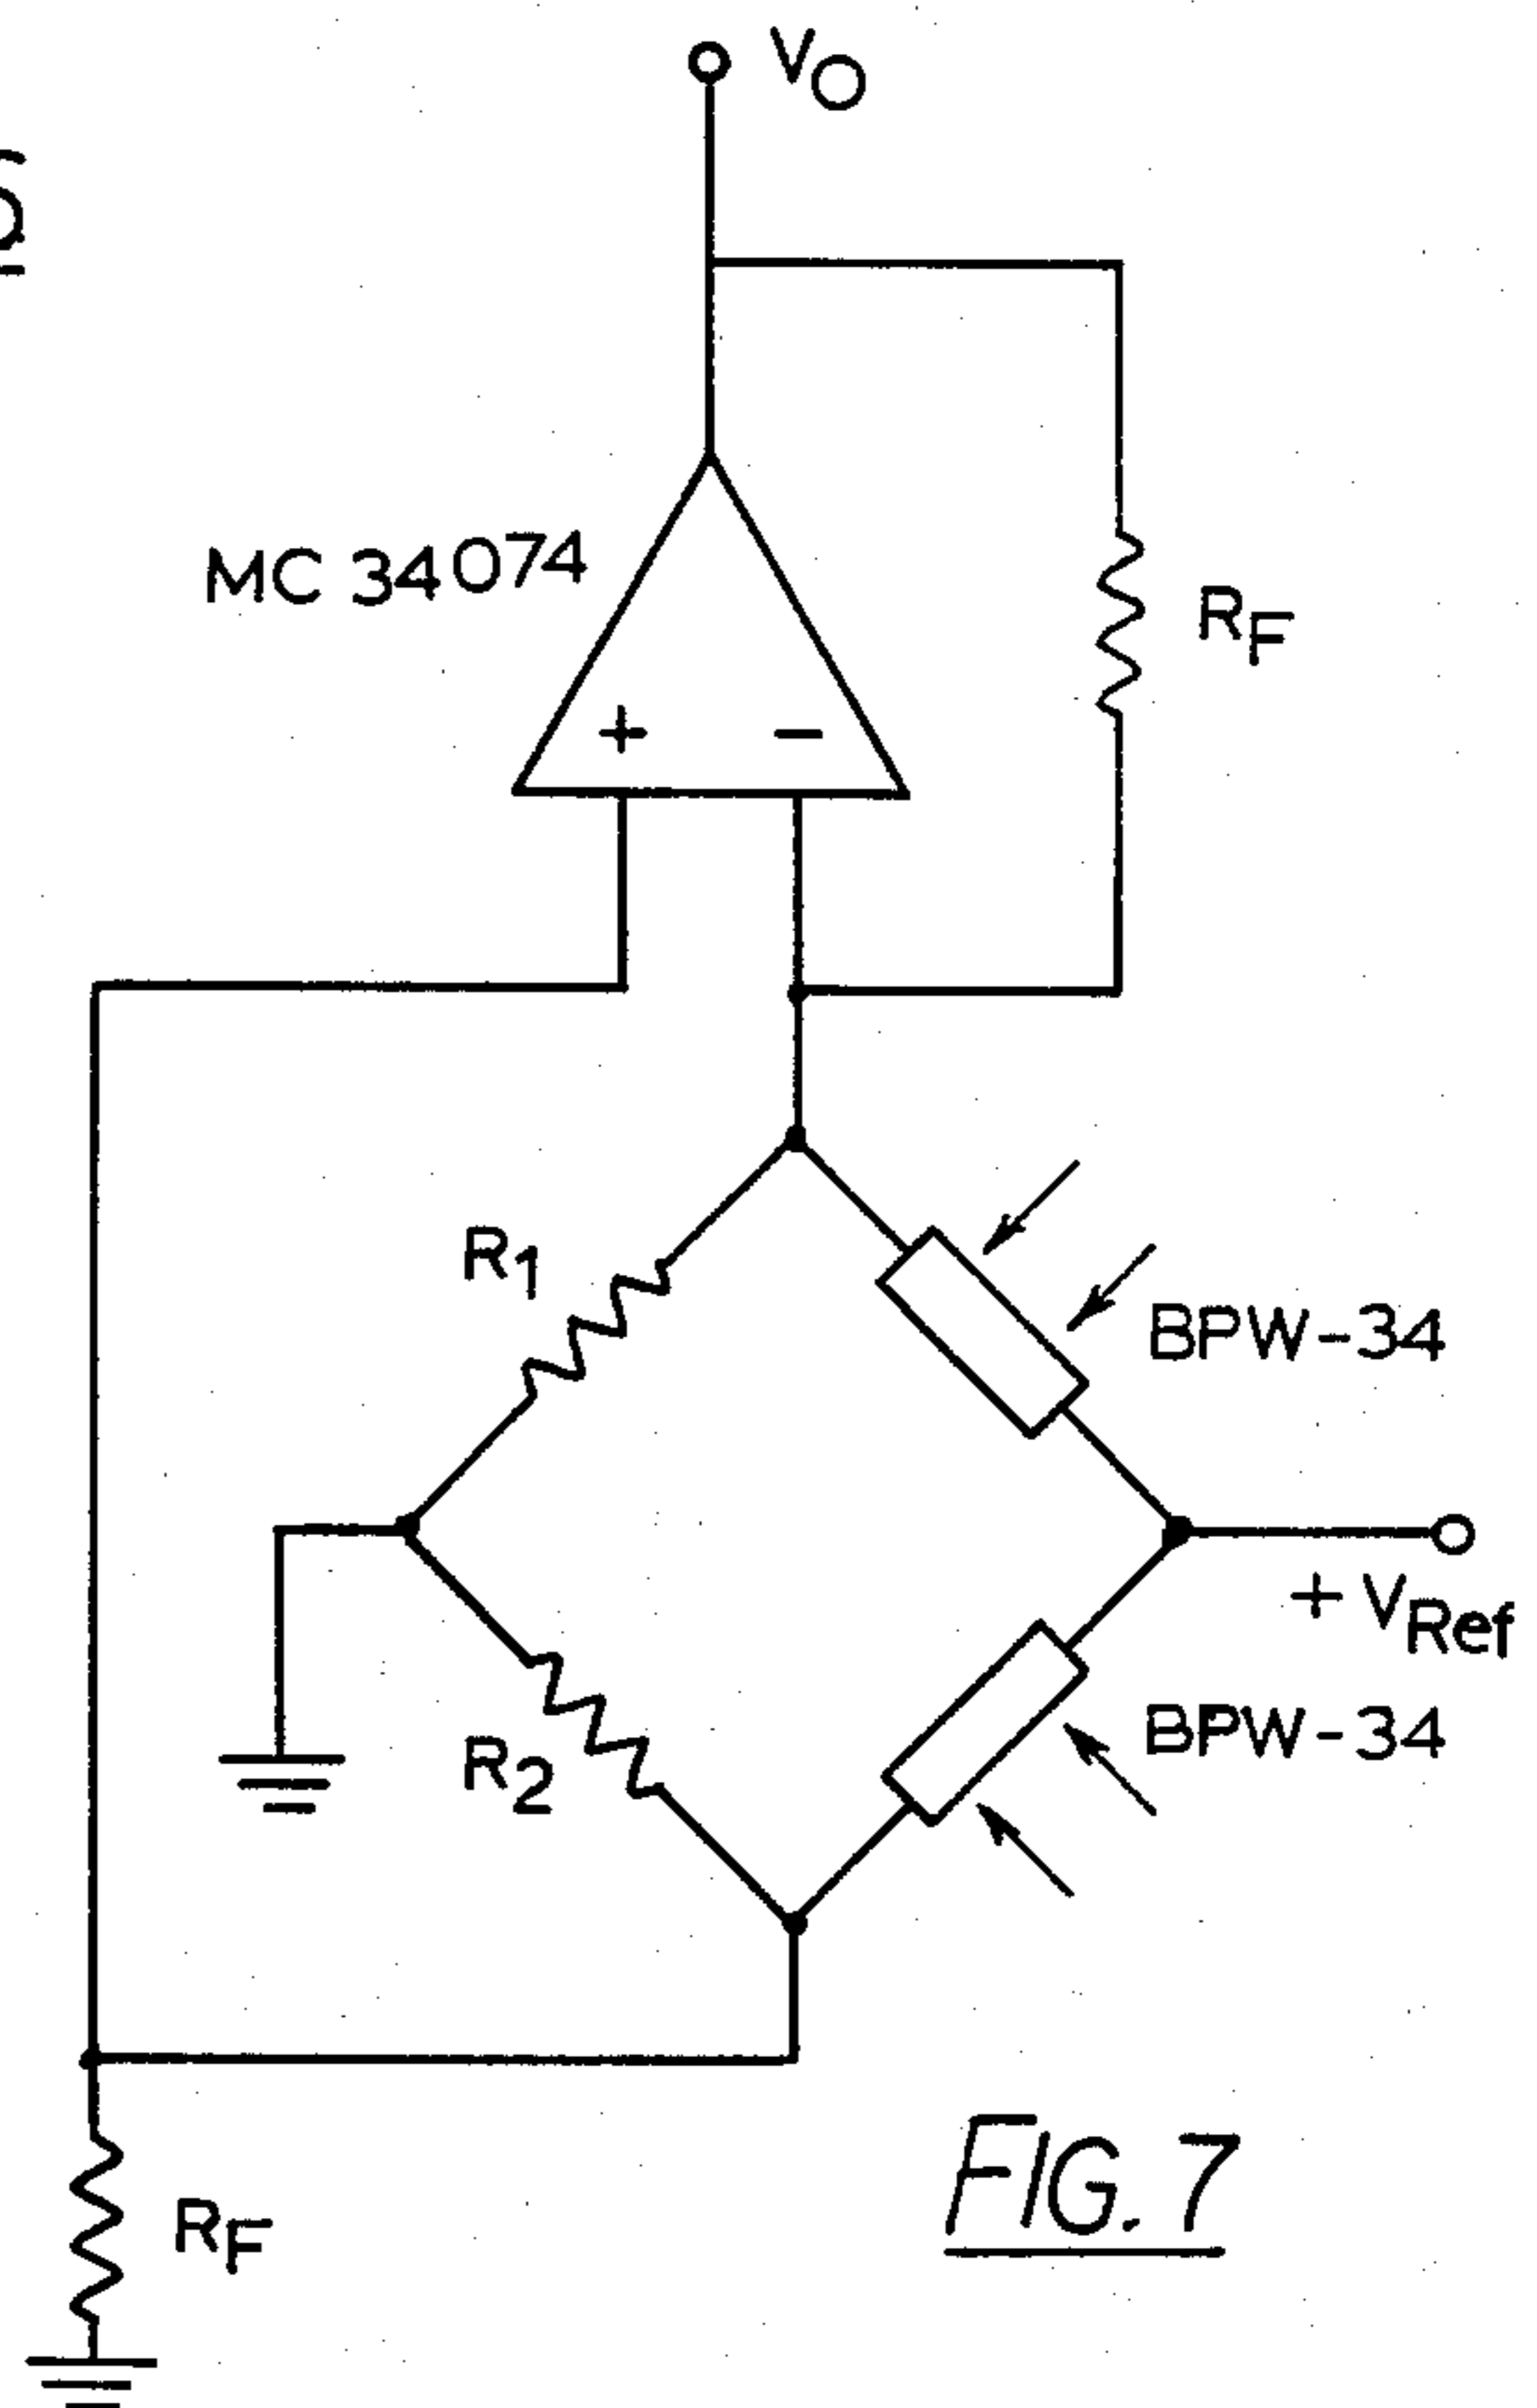 VO
MC 34074
+ −
RF
R1
BPW-34
+ VRef
R2
BPW-34
RF
FIG. 7